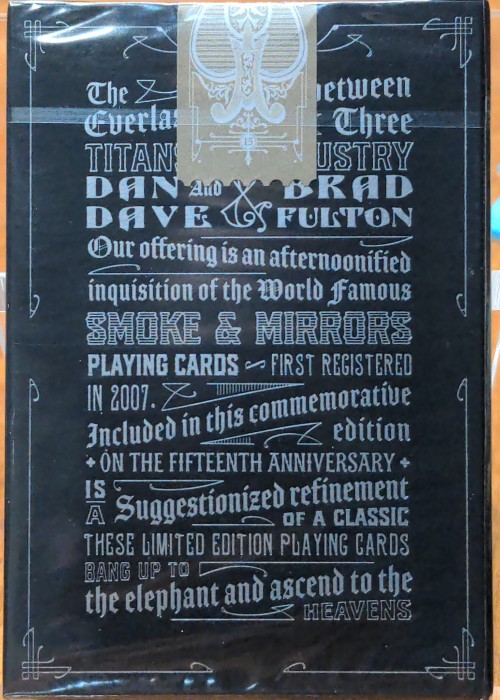 The between
Everla Three
TITANS USTRY
DAN And BRAD
DAVE & FULTON
Our offering is an afternoonified
inquisition of the World Famous
SMOKE & MIRRORS
PLAYING CARDS ~ FIRST REGISTERED
IN 2007.
Included in this commemorative
edition
ON THE FIFTEENTH ANNIVERSARY
IS
A Suggestionized refinement
OF A CLASSIC
THESE LIMITED EDITION PLAYING CARDS
BANG UP TO
the elephant and ascend to the
HEAVENS
15